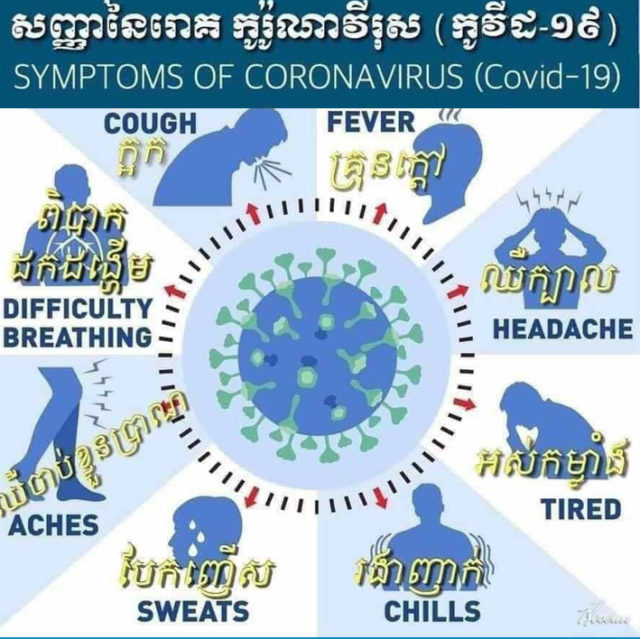 សញ្ញានៃរោគ កូរ៉ូណាវីរុស (កូវីដ-១៩)
SYMPTOMS OF CORONAVIRUS (Covid-19)
COUGH
ក្អក
FEVER
គ្រុនក្តៅ
ពិបាក
ដកដង្ហើម
DIFFICULTY
BREATHING
ឈឺក្បាល
HEADACHE
ឈឺចាប់ខ្លួនប្រាណ
ACHES
អស់កម្លាំង
TIRED
បែកញើស
SWEATS
រងាញាក់
CHILLS